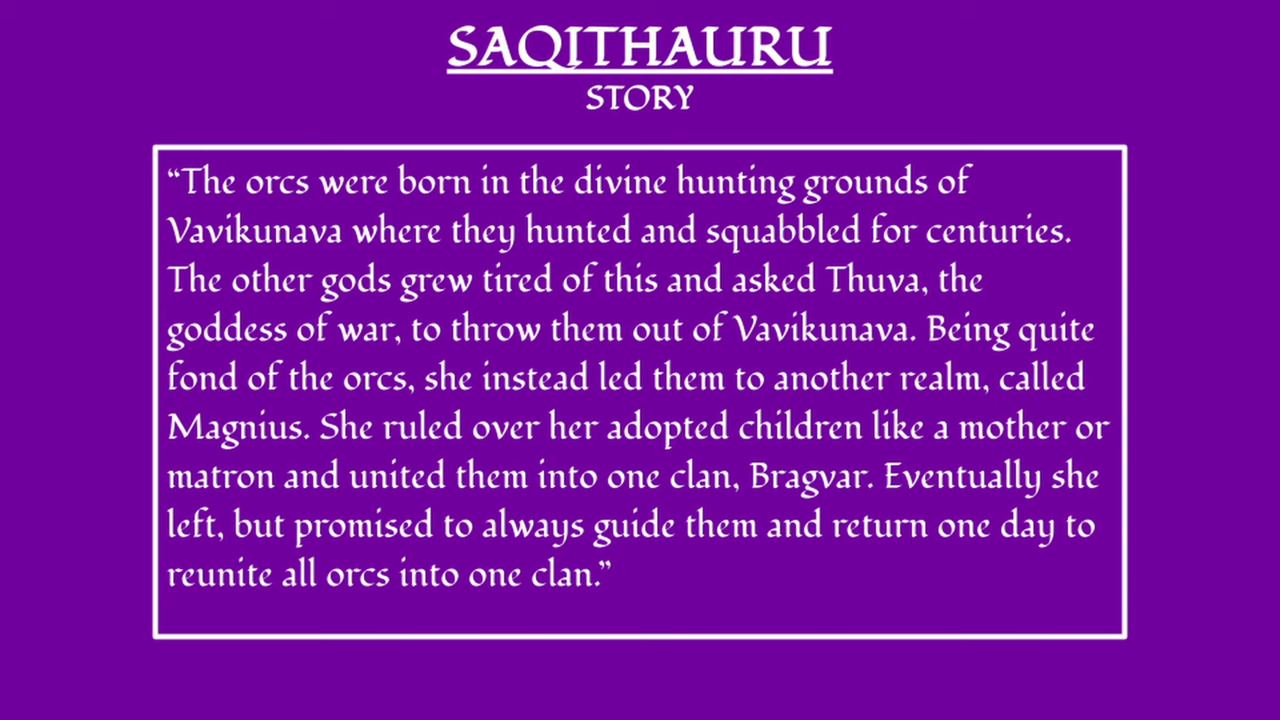 SAQITHAURU
STORY
“The orcs were born in the divine hunting grounds of
Vavikunava where they hunted and squabbled for centuries.
The other gods grew tired of this and asked Thuva, the
goddess of war, to throw them out of Vavikunava. Being quite
fond of the orcs, she instead led them to another realm, called
Magnius. She ruled over her adopted children like a mother or
matron and united them into one clan, Bragvar. Eventually she
left, but promised to always guide them and return one day to
reunite all orcs into one clan.”